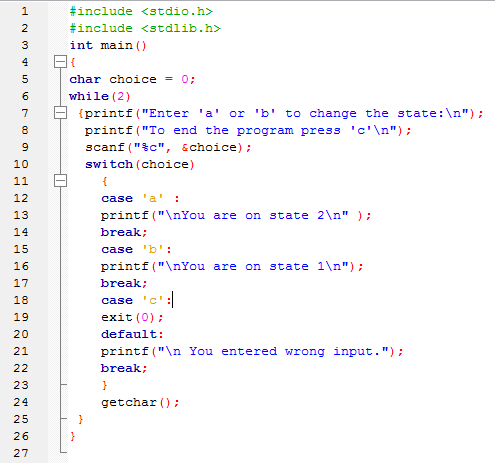 1 #include <stdio.h>
2 #include <stdlib.h>
3 int main()
4 {
5 char choice = 0;
6 while(2)
7 {printf("Enter 'a' or 'b' to change the state:\n");
8 printf("To end the program press 'c'\n");
9 scanf("%c", &choice);
10 switch(choice)
11 {
12 case 'a' :
13 printf("\nYou are on state 2\n" );
14 break;
15 case 'b':
16 printf("\nYou are on state 1\n");
17 break;
18 case 'c':
19 exit(0);
20 default:
21 printf("\n You entered wrong input.");
22 break;
23 }
24 getchar();
25 }
26 }
27